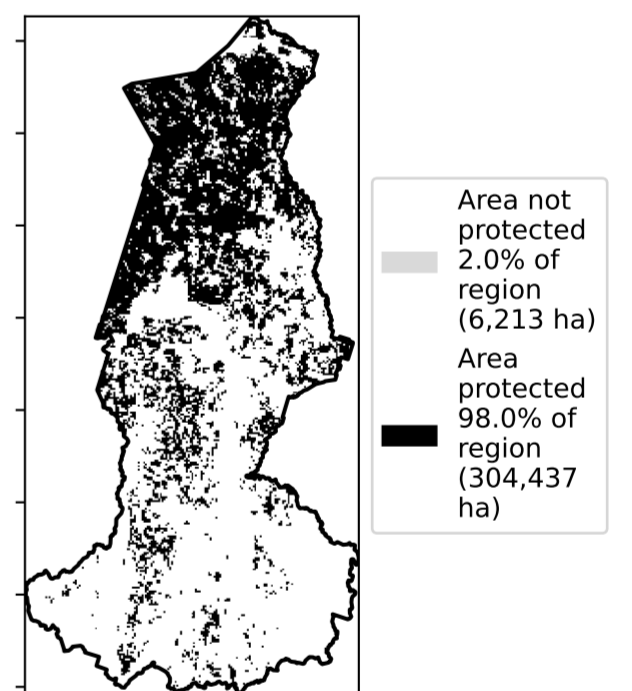 Area not
protected
2.0% of
region
(6,213 ha)
Area
protected
98.0% of
region
(304,437
ha)